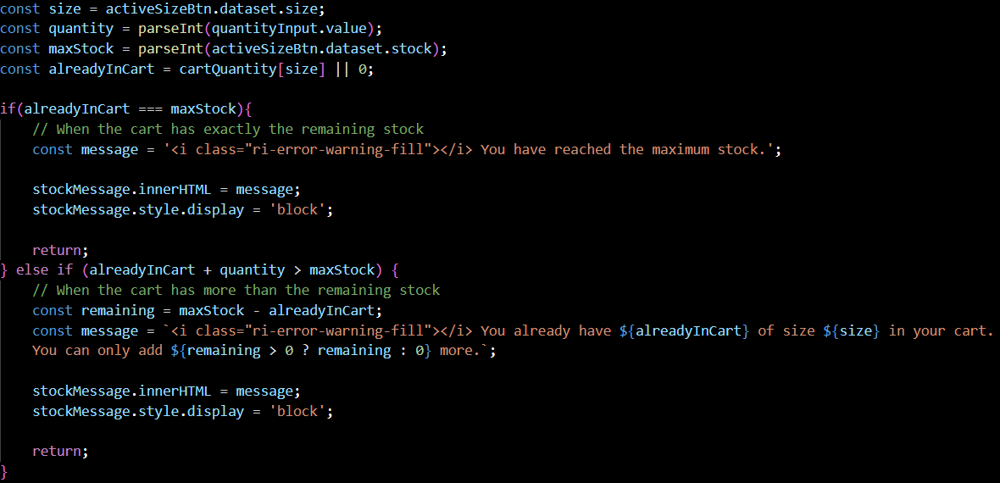 const size = activeSizeBtn.dataset.size;
const quantity = parseInt(quantityInput.value);
const maxStock = parseInt(activeSizeBtn.dataset.stock);
const alreadyInCart = cartQuantity[size] || 0;

if(alreadyInCart === maxStock){
    // When the cart has exactly the remaining stock
    const message = '<i class="ri-error-warning-fill"></i> You have reached the maximum stock.';

    stockMessage.innerHTML = message;
    stockMessage.style.display = 'block';

    return;
} else if (alreadyInCart + quantity > maxStock) {
    // When the cart has more than the remaining stock
    const remaining = maxStock - alreadyInCart;
    const message = `<i class="ri-error-warning-fill"></i> You already have ${alreadyInCart} of size ${size} in your cart.
    You can only add ${remaining > 0 ? remaining : 0} more.`;

    stockMessage.innerHTML = message;
    stockMessage.style.display = 'block';

    return;
}